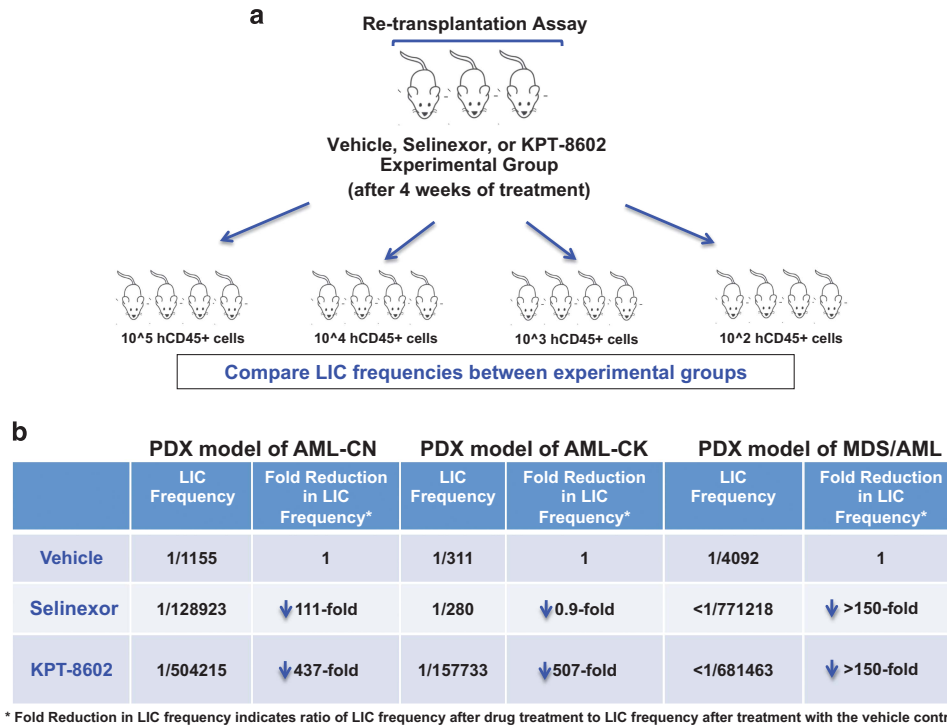 a
Re-transplantation Assay
Vehicle, Selinexor, or KPT-8602
Experimental Group
(after 4 weeks of treatment)
10^5 hCD45+ cells
10^4 hCD45+ cells
10^3 hCD45+ cells
10^2 hCD45+ cells
Compare LIC frequencies between experimental groups
b
PDX model of AML-CN
PDX model of AML-CK
PDX model of MDS/AML
LIC Frequency
Fold Reduction in LIC Frequency*
LIC Frequency
Fold Reduction in LIC Frequency*
LIC Frequency
Fold Reduction in LIC Frequency*
Vehicle 1/1155 1 1/311 1 1/4092 1
Selinexor 1/128923 ↓ 111-fold 1/280 ↓ 0.9-fold <1/771218 ↓ >150-fold
KPT-8602 1/504215 ↓ 437-fold 1/157733 ↓ 507-fold <1/681463 ↓ >150-fold
* Fold Reduction in LIC frequency indicates ratio of LIC frequency after drug treatment to LIC frequency after treatment with the vehicle